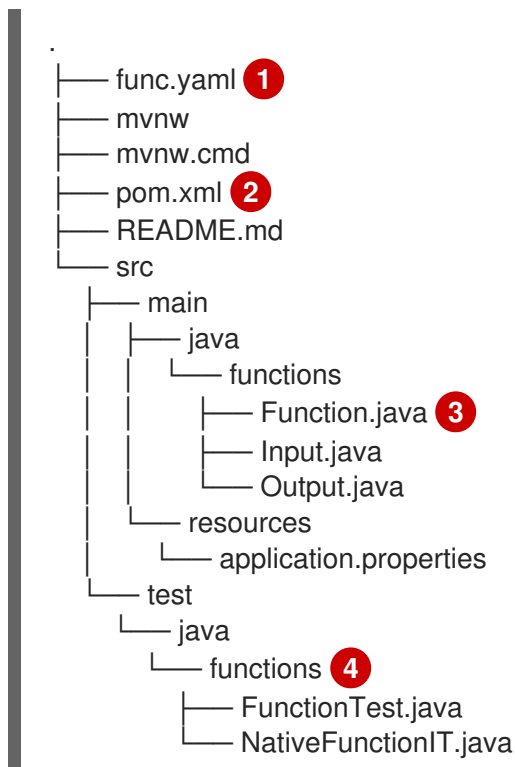 .
├── func.yaml 1
├── mvnw
├── mvnw.cmd
├── pom.xml 2
├── README.md
└── src
    ├── main
    │   ├── java
    │   │   └── functions
    │   │       ├── Function.java 3
    │   │       ├── Input.java
    │   │       └── Output.java
    │   └── resources
    │       └── application.properties
    └── test
        └── java
            └── functions 4
                ├── FunctionTest.java
                └── NativeFunctionIT.java